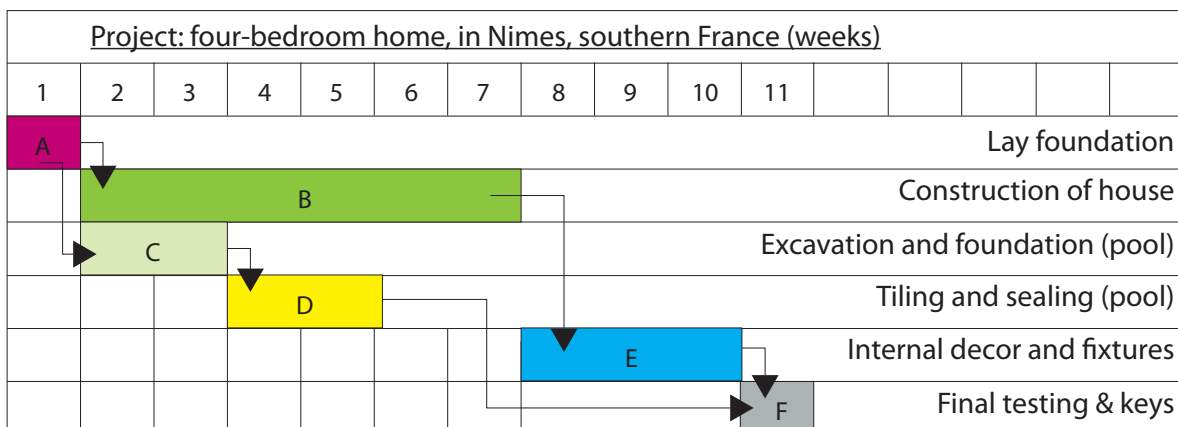 Project: four-bedroom home, in Nimes, southern France (weeks)
1 2 3 4 5 6 7 8 9 10 11
A Lay foundation
B Construction of house
C Excavation and foundation (pool)
D Tiling and sealing (pool)
E Internal decor and fixtures
F Final testing & keys